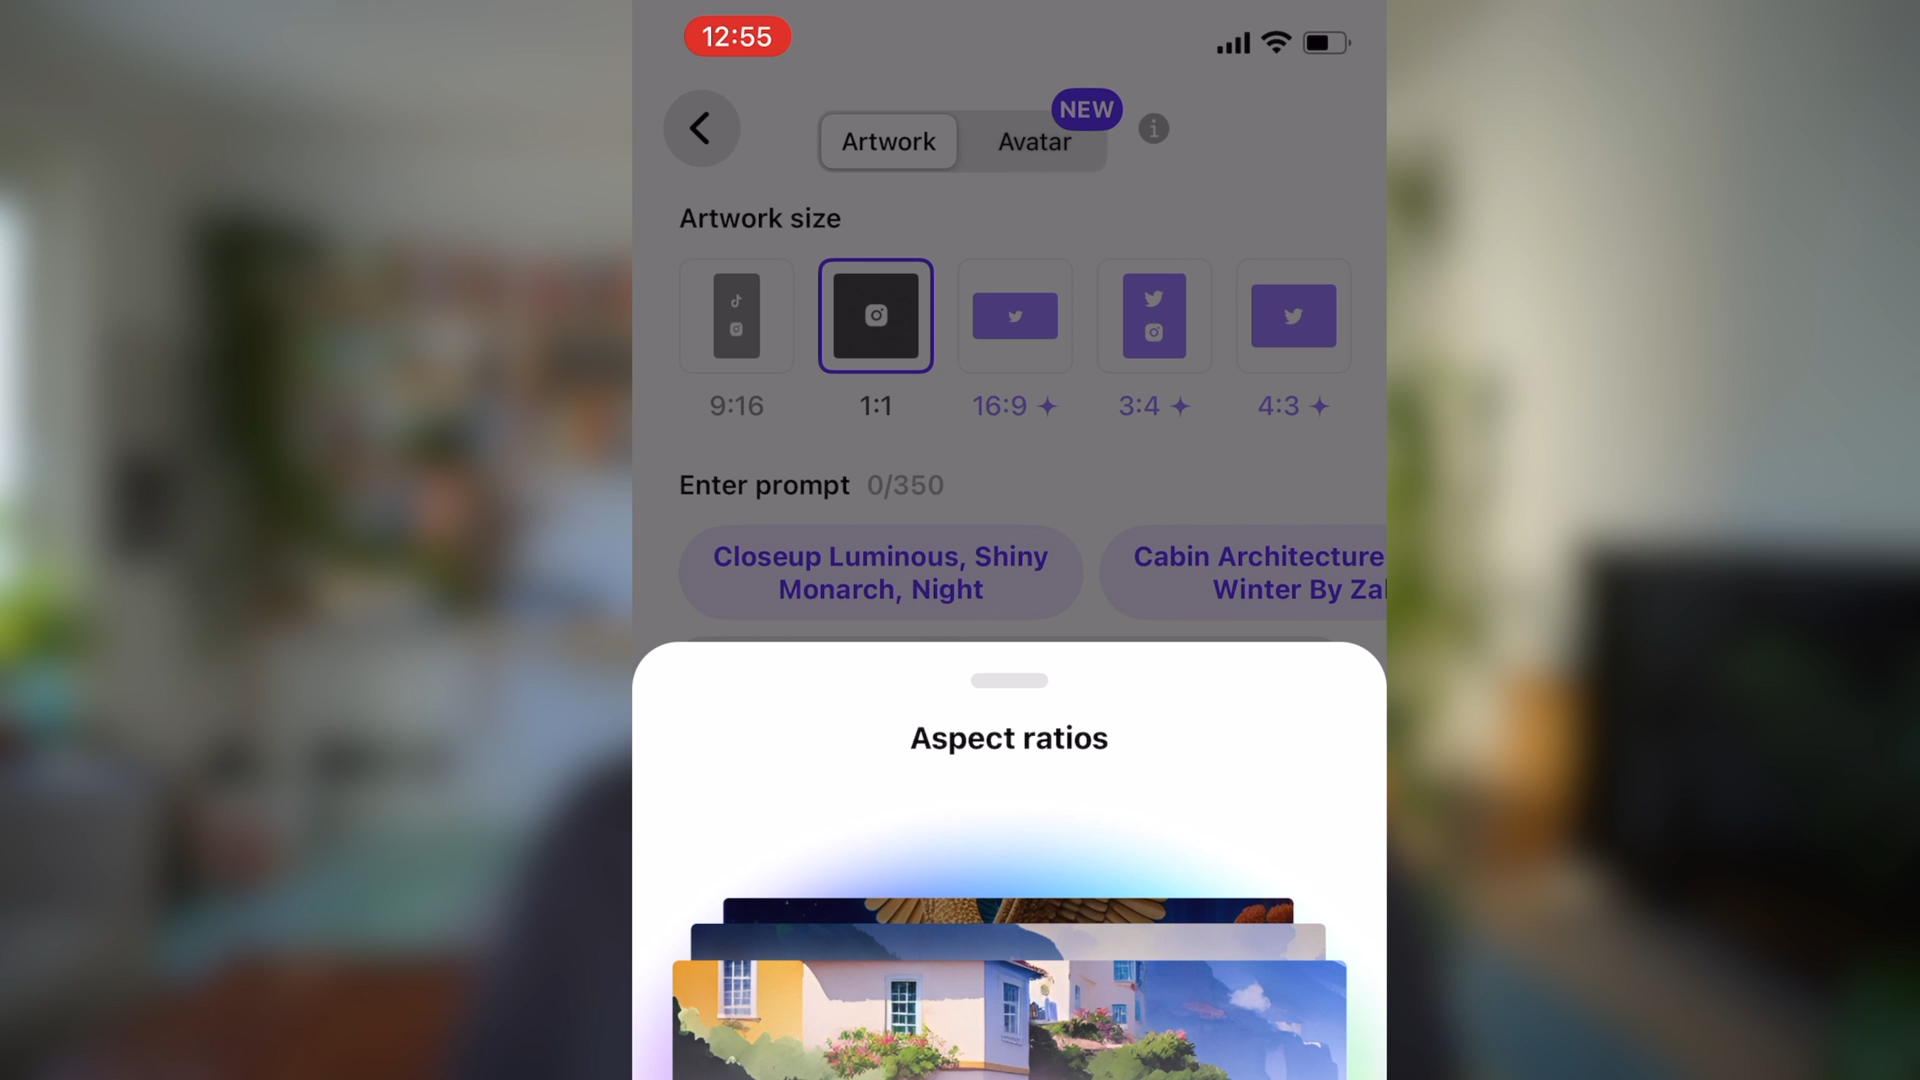 12:55
NEW
Artwork
Avatar
Artwork size
9:16
1:1
16:9
3:4
4:3
Enter prompt 0/350
Closeup Luminous, Shiny
Monarch, Night
Cabin Architecture
Winter By
Aspect ratios